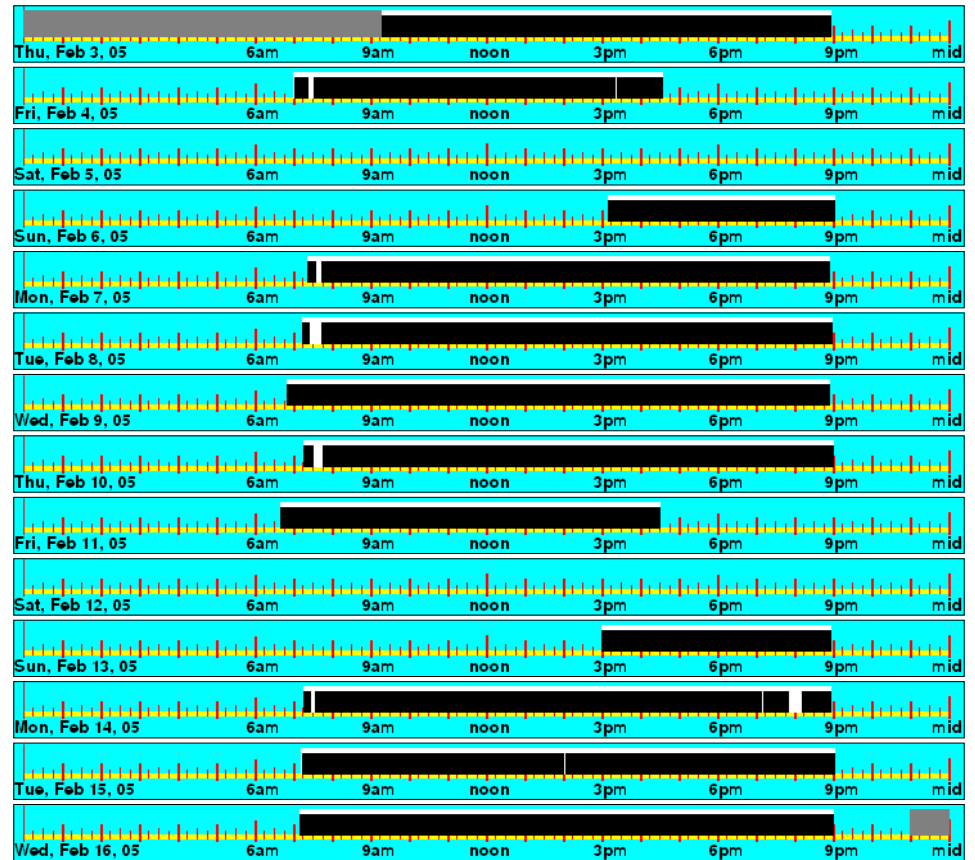 Thu, Feb 3, 05 6am 9am noon 3pm 6pm 9pm mid
Fri, Feb 4, 05 6am 9am noon 3pm 6pm 9pm mid
Sat, Feb 5, 05 6am 9am noon 3pm 6pm 9pm mid
Sun, Feb 6, 05 6am 9am noon 3pm 6pm 9pm mid
Mon, Feb 7, 05 6am 9am noon 3pm 6pm 9pm mid
Tue, Feb 8, 05 6am 9am noon 3pm 6pm 9pm mid
Wed, Feb 9, 05 6am 9am noon 3pm 6pm 9pm mid
Thu, Feb 10, 05 6am 9am noon 3pm 6pm 9pm mid
Fri, Feb 11, 05 6am 9am noon 3pm 6pm 9pm mid
Sat, Feb 12, 05 6am 9am noon 3pm 6pm 9pm mid
Sun, Feb 13, 05 6am 9am noon 3pm 6pm 9pm mid
Mon, Feb 14, 05 6am 9am noon 3pm 6pm 9pm mid
Tue, Feb 15, 05 6am 9am noon 3pm 6pm 9pm mid
Wed, Feb 16, 05 6am 9am noon 3pm 6pm 9pm mid